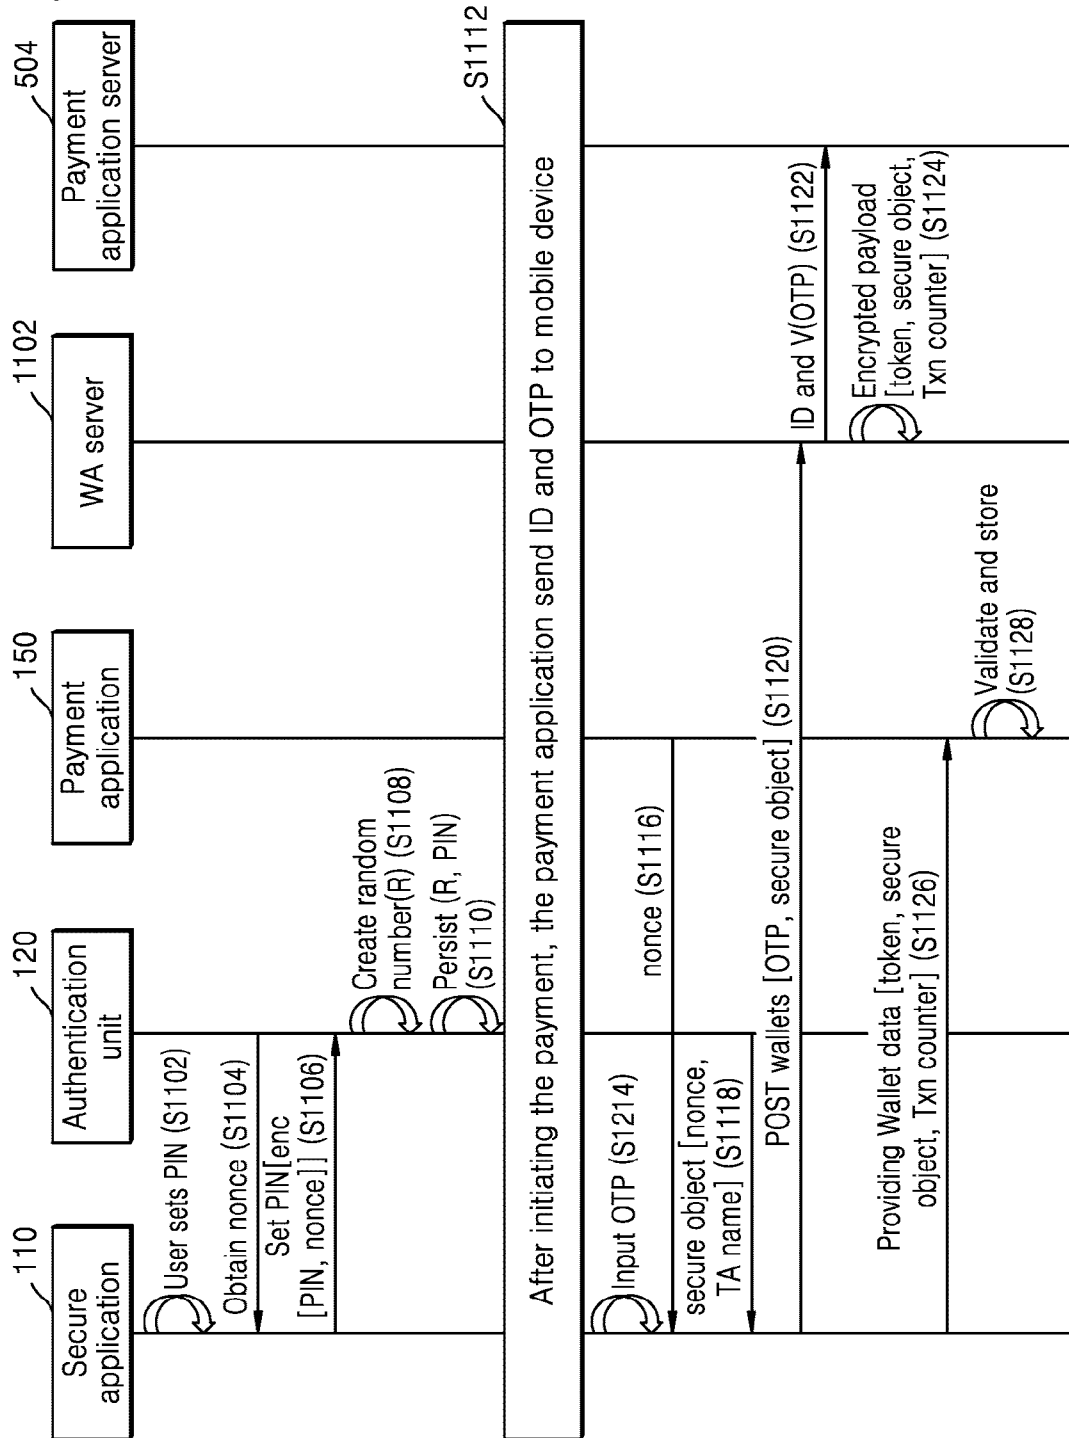 110
Secure
application
120
Authentication
unit
150
Payment
application
1102
WA server
504
Payment
application server
User sets PIN (S1102)
Obtain nonce (S1104)
Set PIN[enc
[PIN, nonce]] (S1106)
Create random
number(R) (S1108)
Persist (R, PIN)
(S1110)
After initiating the payment, the payment application send ID and OTP to mobile device
S1112
Input OTP (S1214)
nonce (S1116)
secure object [nonce,
TA name] (S1118)
POST wallets [OTP, secure object] (S1120)
ID and V(OTP) (S1122)
Encrypted payload
[token, secure object,
Txn counter] (S1124)
Providing Wallet data [token, secure
object, Txn counter] (S1126)
Validate and store
(S1128)